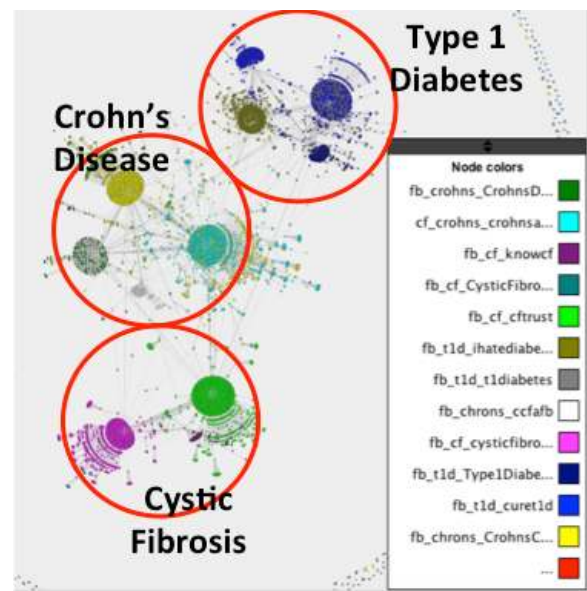 Type 1
Diabetes
Crohn's
Disease
Cystic
Fibrosis
Node colors
fb_crohns_CrohnsD...
cf_crohns_crohnsa...
fb_cf_knowcf
fb_cf_CysticFibro...
fb_cf_cftrust
fb_t1d_ihatediabe...
fb_t1d_t1diabetes
fb_chrons_ccfafb
fb_cf_cysticfibro...
fb_t1d_Type1Diabe...
fb_t1d_curet1d
fb_chrons_CrohnsC...
...